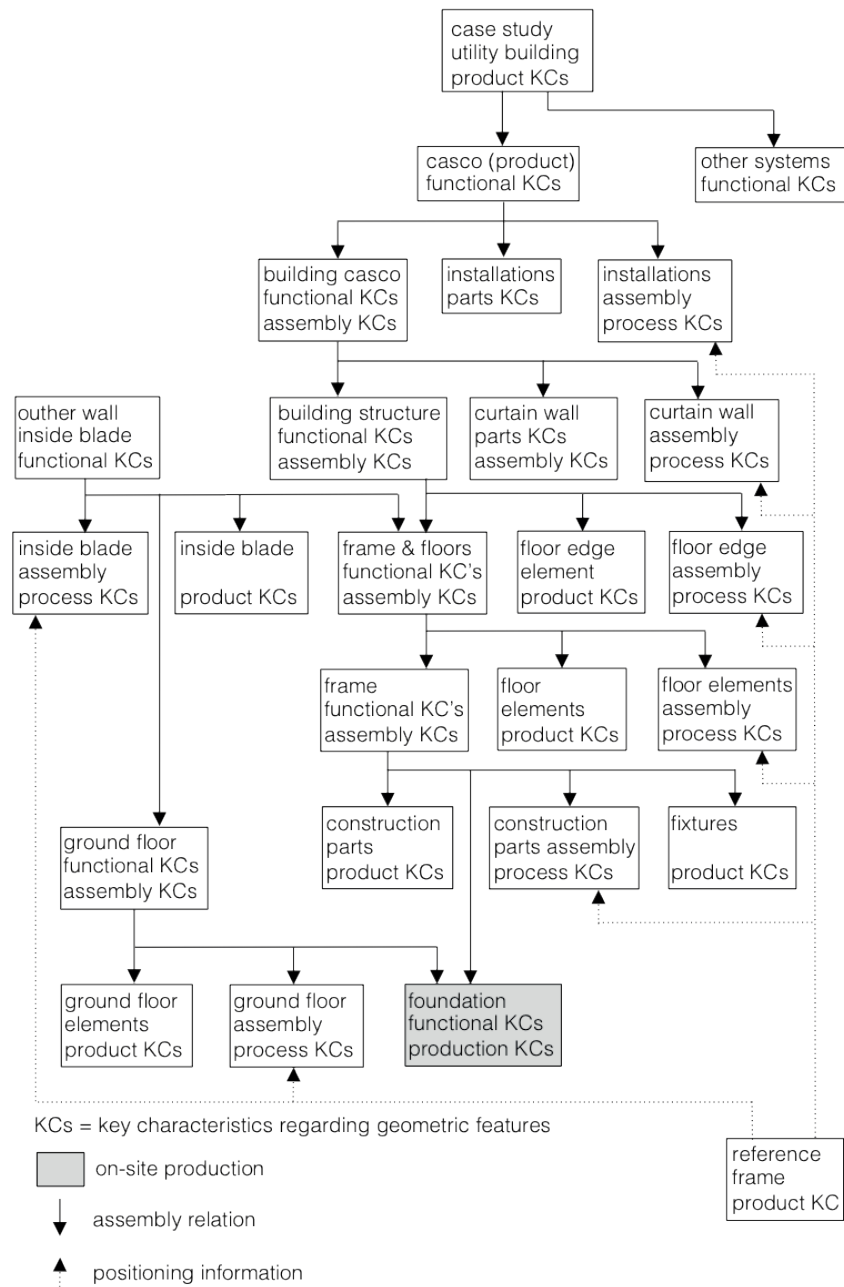 case study
utility building
product KCs
casco (product)
functional KCs
other systems
functional KCs
building casco
functional KCs
assembly KCs
installations
parts KCs
installations
assembly
process KCs
outher wall
inside blade
functional KCs
building structure
functional KCs
assembly KCs
curtain wall
parts KCs
assembly KCs
curtain wall
assembly
process KCs
inside blade
assembly
process KCs
inside blade
product KCs
frame & floors
functional KC's
assembly KCs
floor edge
element
product KCs
floor edge
assembly
process KCs
frame
functional KC's
assembly KCs
floor
elements
product KCs
floor elements
assembly
process KCs
ground floor
functional KCs
assembly KCs
construction
parts
product KCs
construction
parts assembly
process KCs
fixtures
product KCs
ground floor
elements
product KCs
ground floor
assembly
process KCs
foundation
functional KCs
production KCs
KCs = key characteristics regarding geometric features
on-site production
assembly relation
positioning information
reference
frame
product KC